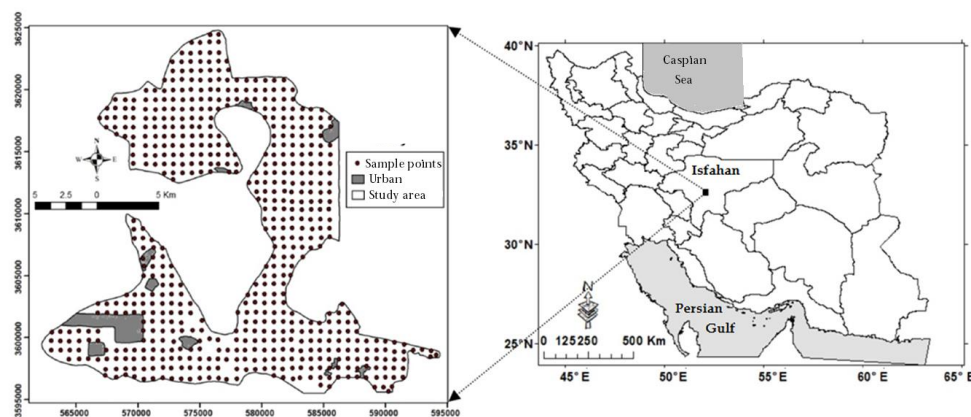 3625000
3620000
3615000
3610000
3605000
3600000
3595000
N
W E
S
5 2.5 0 5 Km
Sample points
Urban
Study area
565000 570000 575000 580000 585000 590000 595000
40°N
35°N
30°N
25°N
Caspian
Sea
Isfahan
Persian
Gulf
N
0 125 250 500 Km
45°E 50°E 55°E 60°E 65°E